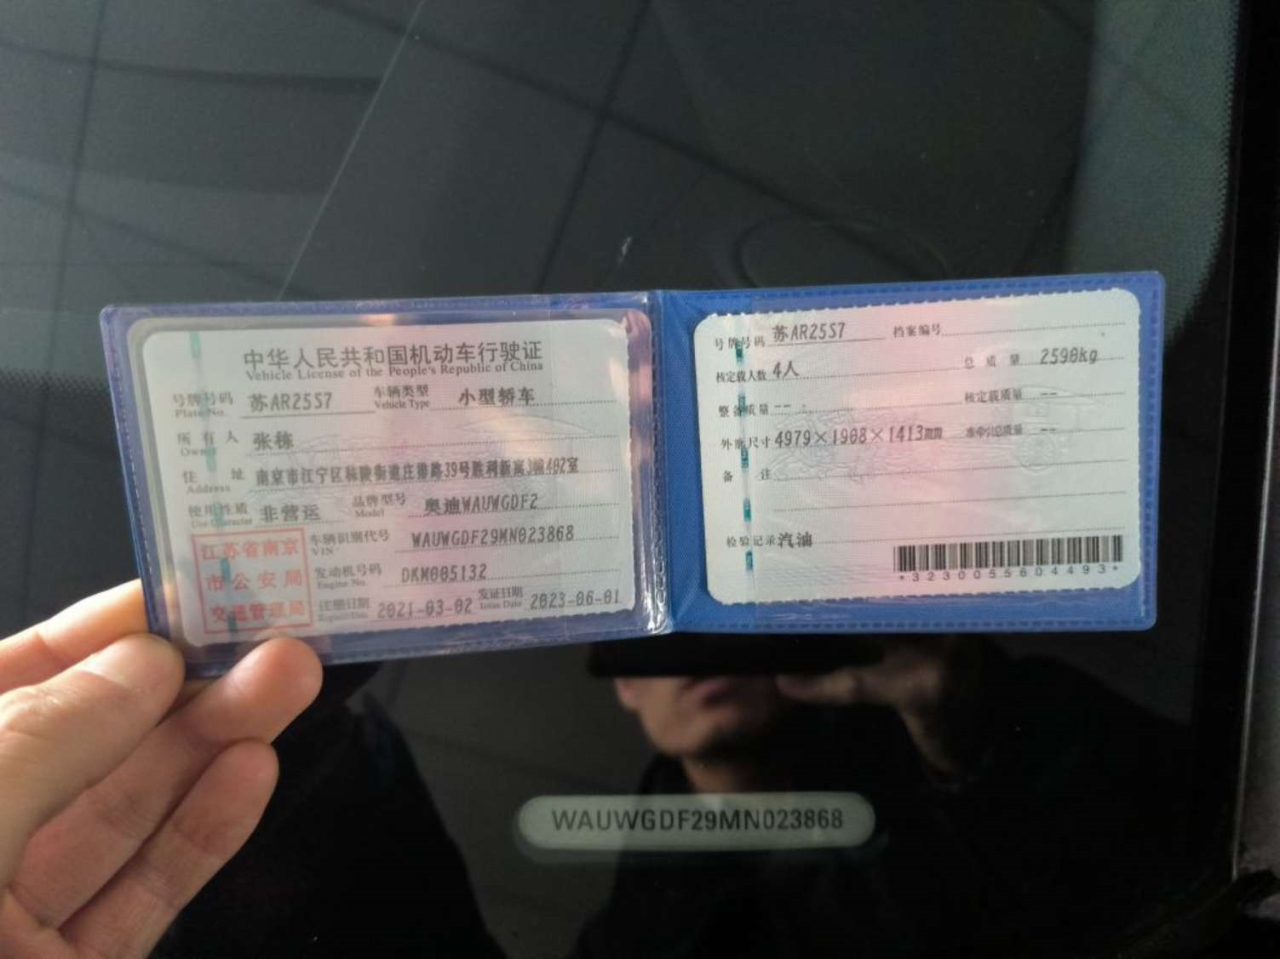 中华人民共和国机动车行驶证
Vehicle License of the People's Republic of China
号牌号码 苏AR25S7 车辆类型 小型轿车
Plate No. Vehicle Type
所有人 张栋
Owner
住址 南京市江宁区秣陵街道庄排路39号胜利新寓3幢402室
Address
使用性质 非营运 品牌型号 奥迪WAUWGDF2
Use Character Model
江苏省南京
市公安局
交通管理局
车辆识别代号 WAUWGDF29MN023868
VIN
发动机号码 DKM005132
Engine No.
注册日期 2021-03-02 发证日期 2023-06-01
Register Date Issue Date
号牌号码 苏AR25S7 档案编号
核定载人数 4人 总质量 2590kg
整备质量 -- 核定载质量 --
外廓尺寸 4979×1908×1413mm 准牵引总质量 --
备注
检验记录 汽油
*3230055604493*
WAUWGDF29MN023868